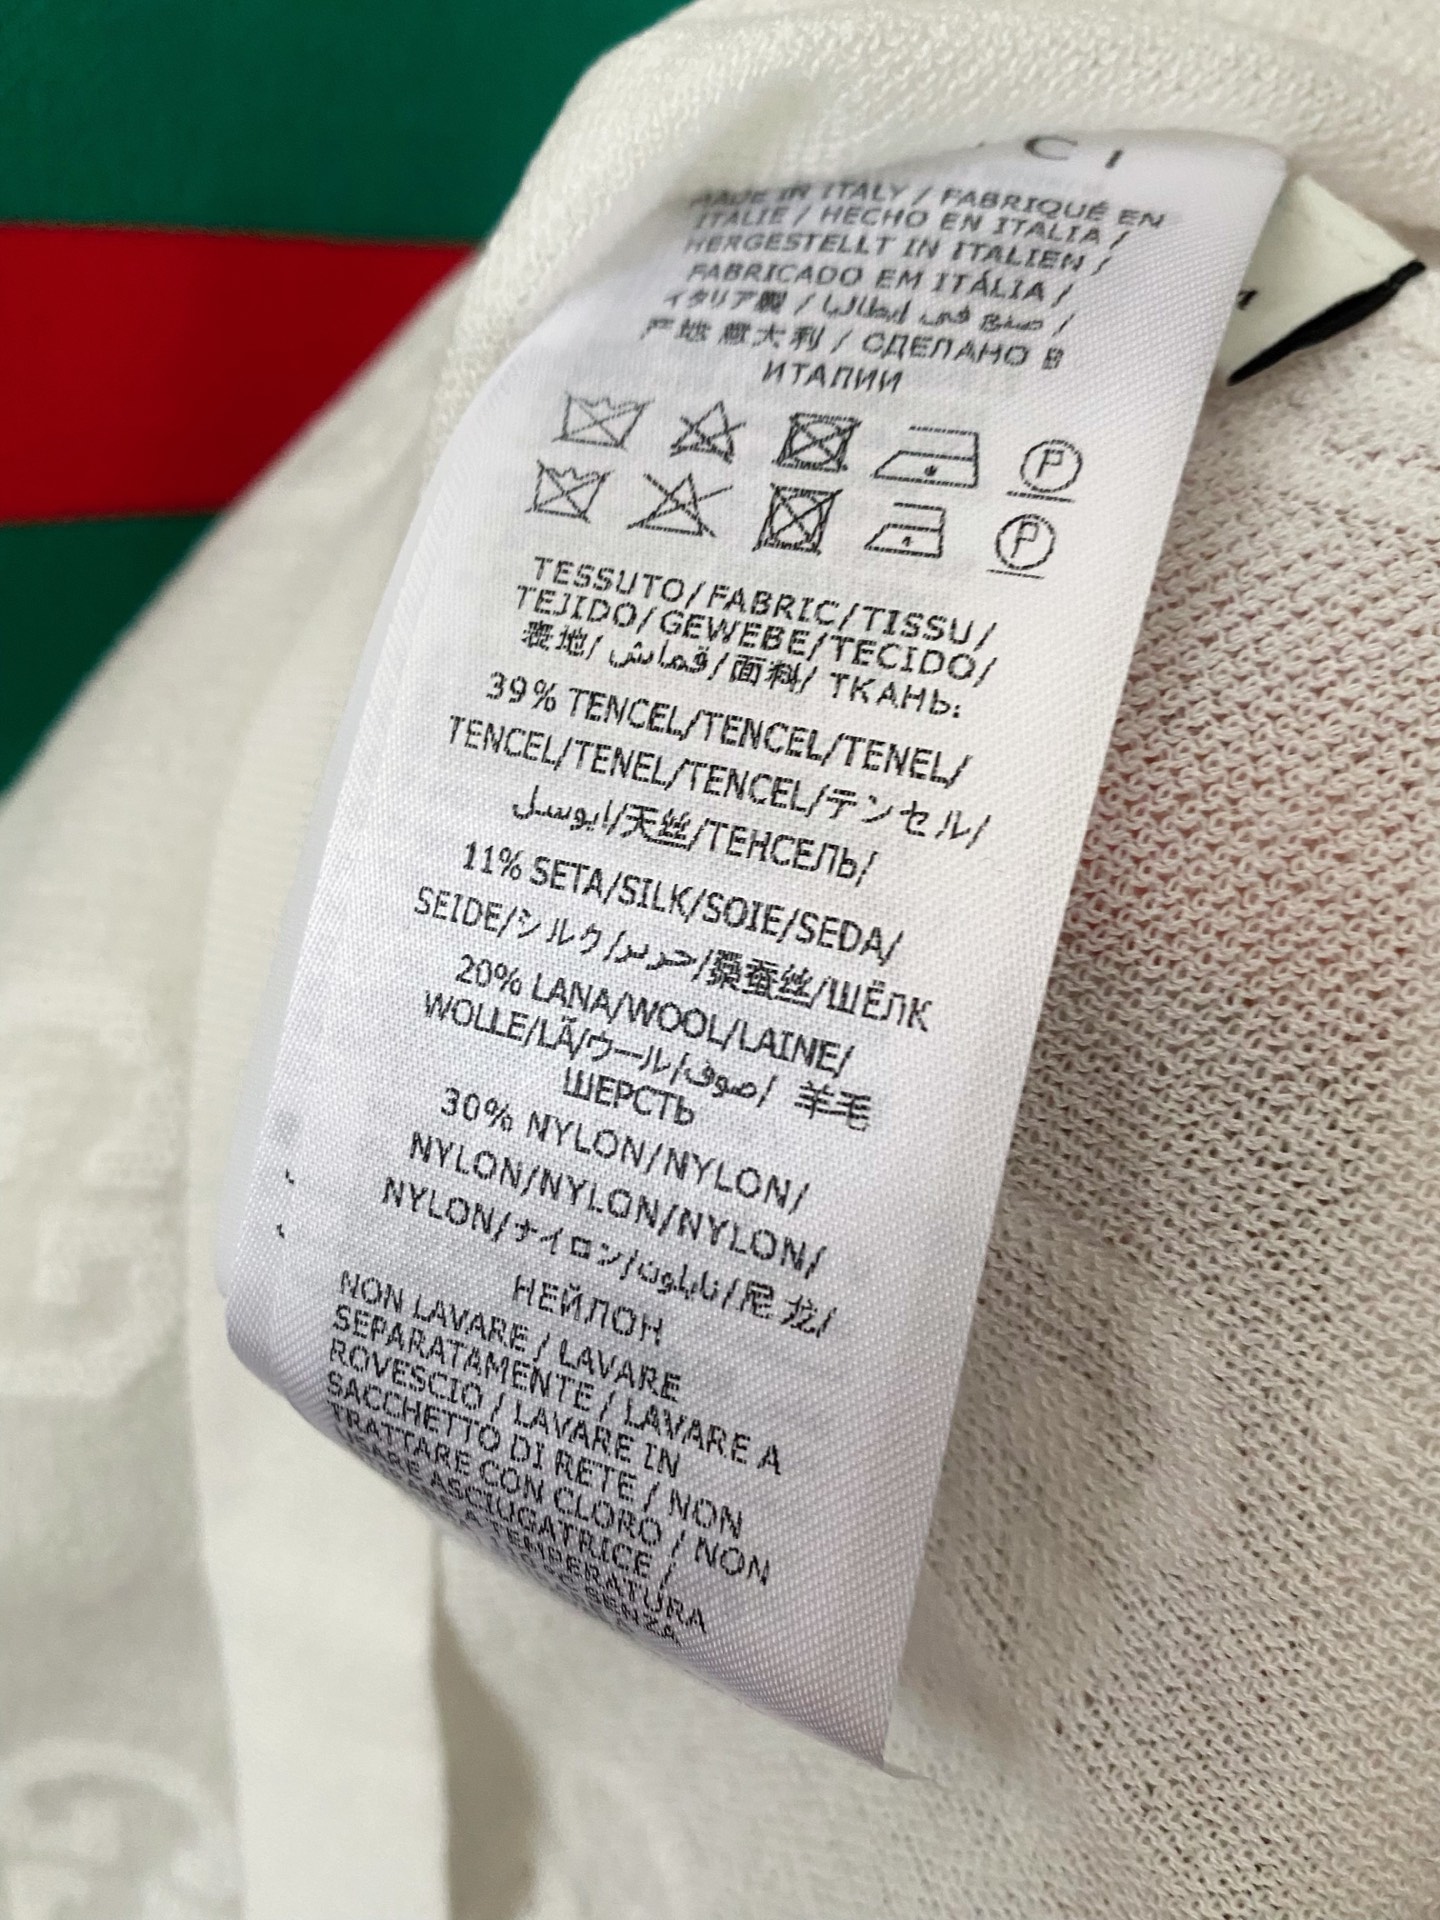 CI
MADE IN ITALY / FABRIQUÉ EN
ITALIE / HECHO EN ITALIA /
HERGESTELLT IN ITALIEN /
FABRICADO EM ITÁLIA /
イタリア製 / صنع في إيطاليا /
产地 意大利 / СДЕЛАНО В
ИТАЛИИ
P
P
TESSUTO/FABRIC/TISSU/
TEJIDO/GEWEBE/TECIDO/
表地/ قماش/面料/ ТКАНЬ:
39% TENCEL/TENCEL/TENEL/
TENCEL/TENEL/TENCEL/テンセル/
ايوسل/天丝/ТЕНСЕЛЬ/
11% SETA/SILK/SOIE/SEDA/
SEIDE/シルク/حرير/桑蚕丝/ШЁЛК
20% LANA/WOOL/LAINE/
WOLLE/LÃ/ウール/صوف/ 羊毛
ШЕРСТЬ
30% NYLON/NYLON/
NYLON/NYLON/NYLON/
NYLON/ナイロン/نايلون/尼龙/
НЕЙЛОН
NON LAVARE / LAVARE
SEPARATAMENTE / LAVARE A
ROVESCIO / LAVARE IN
SACCHETTO DI RETE / NON
TRATTARE CON CLORO / NON
USARE ASCIUGATRICE /
A TEMPERATURA
SENZA